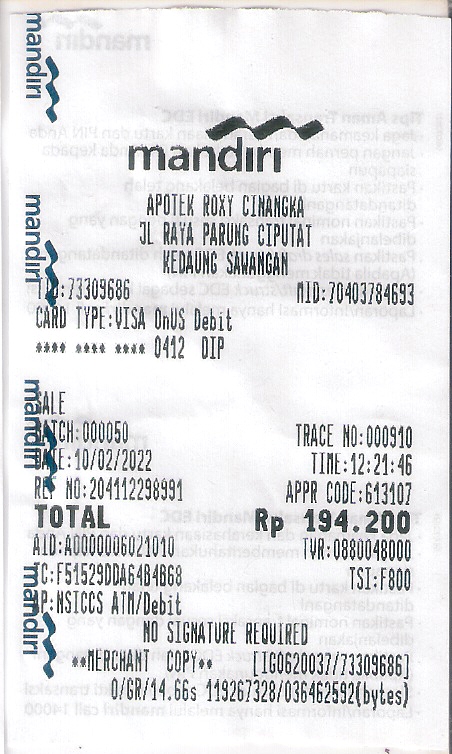 mandiri
APOTEK ROXY CINANGKA
JL RAYA PARUNG CIPUTAT
KEDAUNG SAWANGAN
TID:73309686 MID:70403784693
CARD TYPE:VISA OnUS Debit
**** **** **** 0412 DIP
SALE
BATCH:000050 TRACE NO:000910
DATE:10/02/2022 TIME:12:21:46
REF NO:204112298991 APPR CODE:613107
TOTAL Rp 194.200
AID:A0000006021010 TVR:0880048000
TC:F51529DDA64B4B68 TSI:F800
AP:NSICCS ATM/Debit
NO SIGNATURE REQUIRED
**MERCHANT COPY** [IG0620037/73309686]
0/GR/14.66s 119267328/036462592(bytes)
mandiri
mandiri
mandiri
mandiri